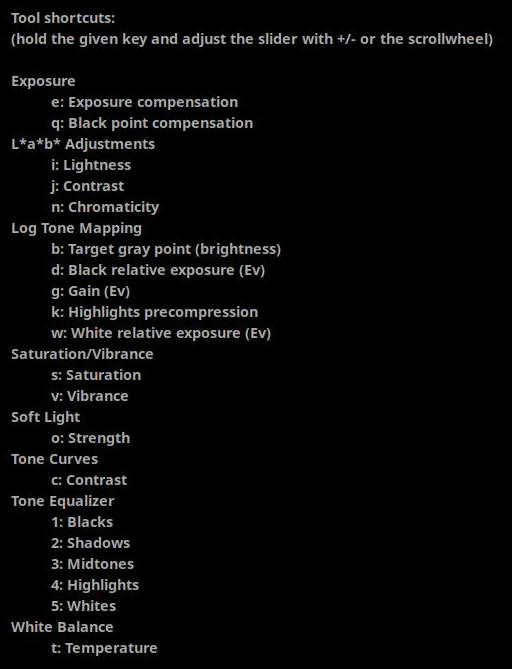 Tool shortcuts:
(hold the given key and adjust the slider with +/- or the scrollwheel)
Exposure
e: Exposure compensation
q: Black point compensation
L*a*b* Adjustments
i: Lightness
j: Contrast
n: Chromaticity
Log Tone Mapping
b: Target gray point (brightness)
d: Black relative exposure (Ev)
g: Gain (Ev)
k: Highlights precompression
w: White relative exposure (Ev)
Saturation/Vibrance
s: Saturation
v: Vibrance
Soft Light
o: Strength
Tone Curves
c: Contrast
Tone Equalizer
1: Blacks
2: Shadows
3: Midtones
4: Highlights
5: Whites
White Balance
t: Temperature